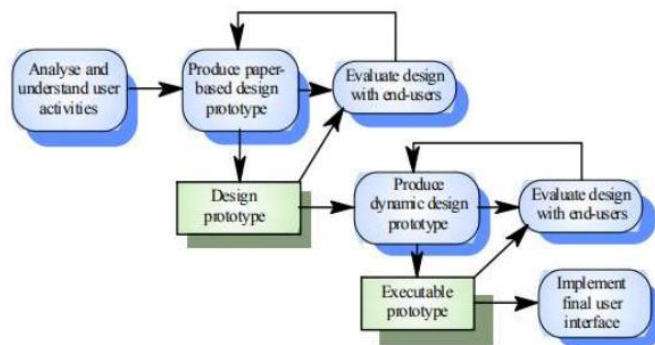 Analyse and
understand user
activities
Produce paper-
based design
prototype
Evaluate design
with end-users
Design
prototype
Produce
dynamic design
prototype
Evaluate design
with end-users
Executable
prototype
Implement
final user
interface